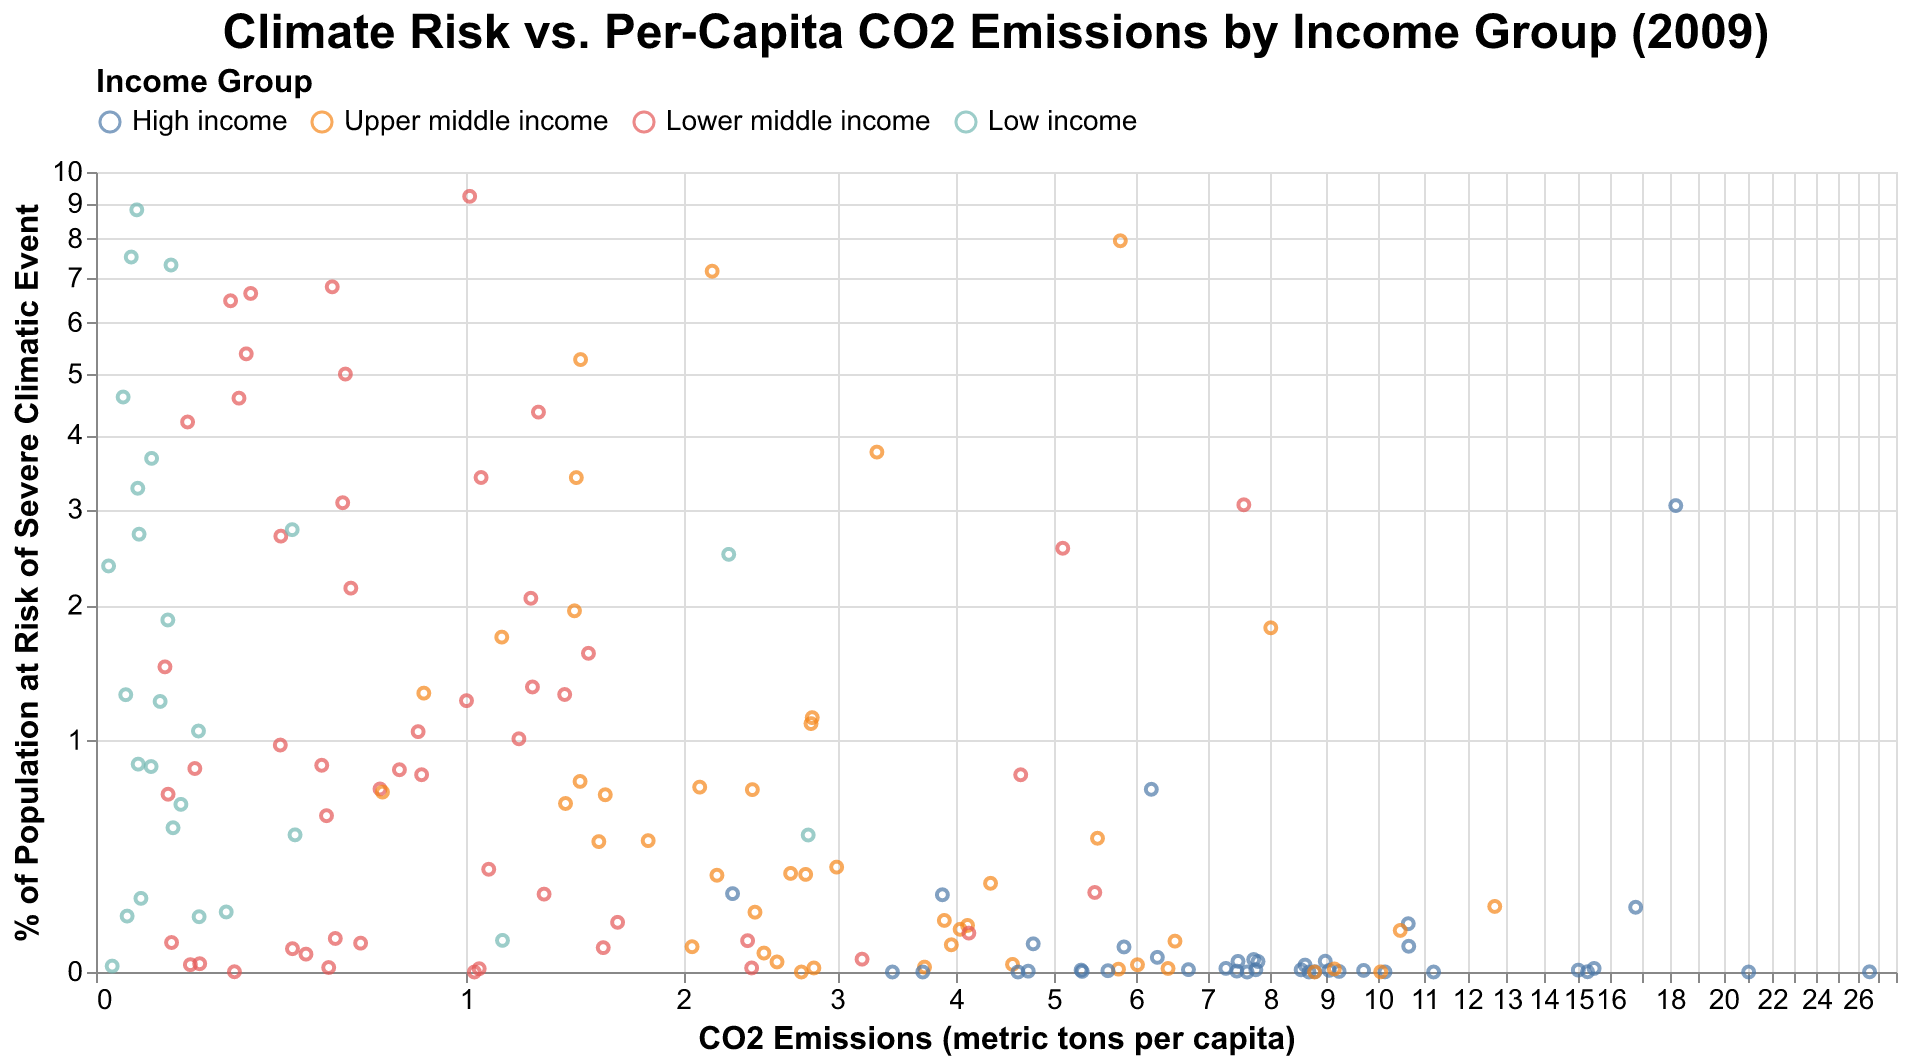 Climate Risk vs. Per-Capita CO2 Emissions by Income Group (2009)
Income Group
High income
Upper middle income
Lower middle income
Low income
% of Population at Risk of Severe Climatic Event
10
9
8
7
6
5
4
3
2
1
0
0 1 2 3 4 5 6 7 8 9 10 11 12 13 14 15 16 18 20 22 24 26
CO2 Emissions (metric tons per capita)